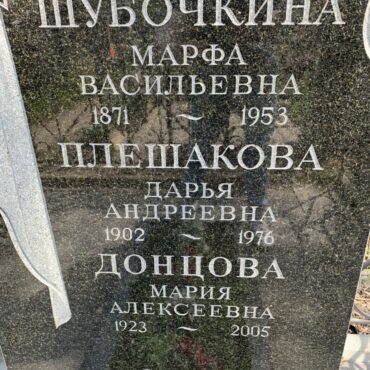 ШУБОЧКИНА
МАРФА
ВАСИЛЬЕВНА
1871 ~ 1953
ПЛЕШАКОВА
ДАРЬЯ
АНДРЕЕВНА
1902 ~ 1976
ДОНЦОВА
МАРИЯ
АЛЕКСЕЕВНА
1923 ~ 2005